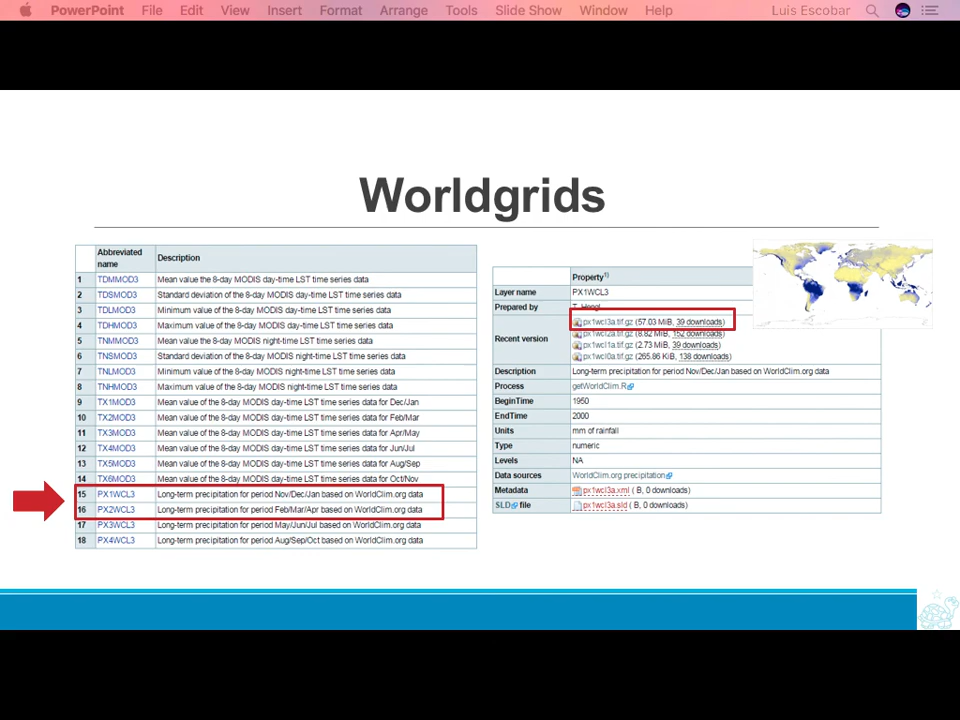 PowerPoint File Edit View Insert Format Arrange Tools Slide Show Window Help Luis Escobar
Worldgrids
Abbreviated name Description
1 TDMMOD3 Mean value the 8-day MODIS day-time LST time series data
2 TDSMOD3 Standard deviation of the 8-day MODIS day-time LST time series data
3 TDLMOD3 Minimum value of the 8-day MODIS day-time LST time series data
4 TDHMOD3 Maximum value of the 8-day MODIS day-time LST time series data
5 TNMMOD3 Mean value of the 8-day MODIS night-time LST time series data
6 TNSMOD3 Standard deviation of the 8-day MODIS night-time LST time series data
7 TNLMOD3 Minimum value of the 8-day MODIS night-time LST time series data
8 TNHMOD3 Maximum value of the 8-day MODIS night-time LST time series data
9 TX1MOD3 Mean value of the 8-day MODIS day-time LST time series data for Dec/Jan
10 TX2MOD3 Mean value of the 8-day MODIS day-time LST time series data for Feb/Mar
11 TX3MOD3 Mean value of the 8-day MODIS day-time LST time series data for Apr/May
12 TX4MOD3 Mean value of the 8-day MODIS day-time LST time series data for Jun/Jul
13 TX5MOD3 Mean value of the 8-day MODIS day-time LST time series data for Aug/Sep
14 TX6MOD3 Mean value of the 8-day MODIS day-time LST time series data for Oct/Nov
15 PX1WCL3 Long-term precipitation for period Nov/Dec/Jan based on WorldClim.org data
16 PX2WCL3 Long-term precipitation for period Feb/Mar/Apr based on WorldClim.org data
17 PX3WCL3 Long-term precipitation for period May/Jun/Jul based on WorldClim.org data
18 PX4WCL3 Long-term precipitation for period Aug/Sep/Oct based on WorldClim.org data
Property1)
Layer name PX1WCL3
Prepared by T. Hengl
Recent version px1wcl3a.tif.gz (57.03 MiB, 39 downloads)
px1wcl2a.tif.gz (8.82 MiB, 152 downloads)
px1wcl1a.tif.gz (2.73 MiB, 39 downloads)
px1wcl0a.tif.gz (265.86 KiB, 138 downloads)
Description Long-term precipitation for period Nov/Dec/Jan based on WorldClim.org data
Process getWorldClim.R
BeginTime 1950
EndTime 2000
Units mm of rainfall
Type numeric
Levels NA
Data sources WorldClim.org precipitation
Metadata px1wcl3a.xml ( B, 0 downloads)
SLD file px1wcl3a.sld ( B, 0 downloads)